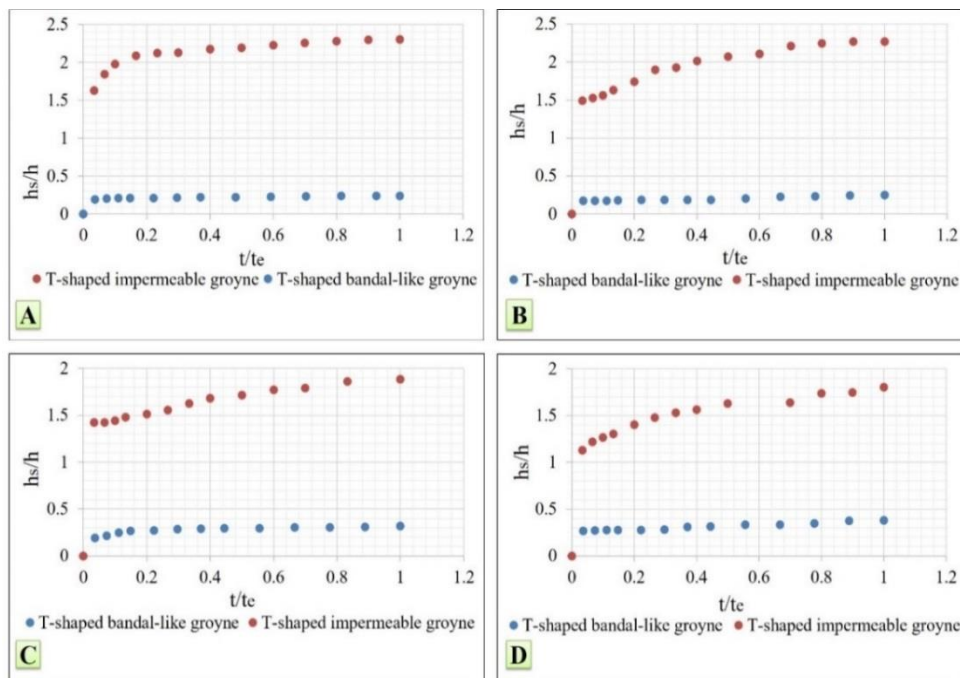 2.5
2
1.5
1
0.5
0
hs/h
0 0.2 0.4 0.6 0.8 1 1.2
t/te
T-shaped impermeable groyne T-shaped bandal-like groyne
A
2.5
2
1.5
1
0.5
0
hs/h
0 0.2 0.4 0.6 0.8 1 1.2
t/te
T-shaped bandal-like groyne T-shaped impermeable groyne
B
2
1.5
1
0.5
0
hs/h
0 0.2 0.4 0.6 0.8 1 1.2
t/te
T-shaped bandal-like groyne T-shaped impermeable groyne
C
2
1.5
1
0.5
0
hs/h
0 0.2 0.4 0.6 0.8 1 1.2
t/te
T-shaped bandal-like groyne T-shaped impermeable groyne
D